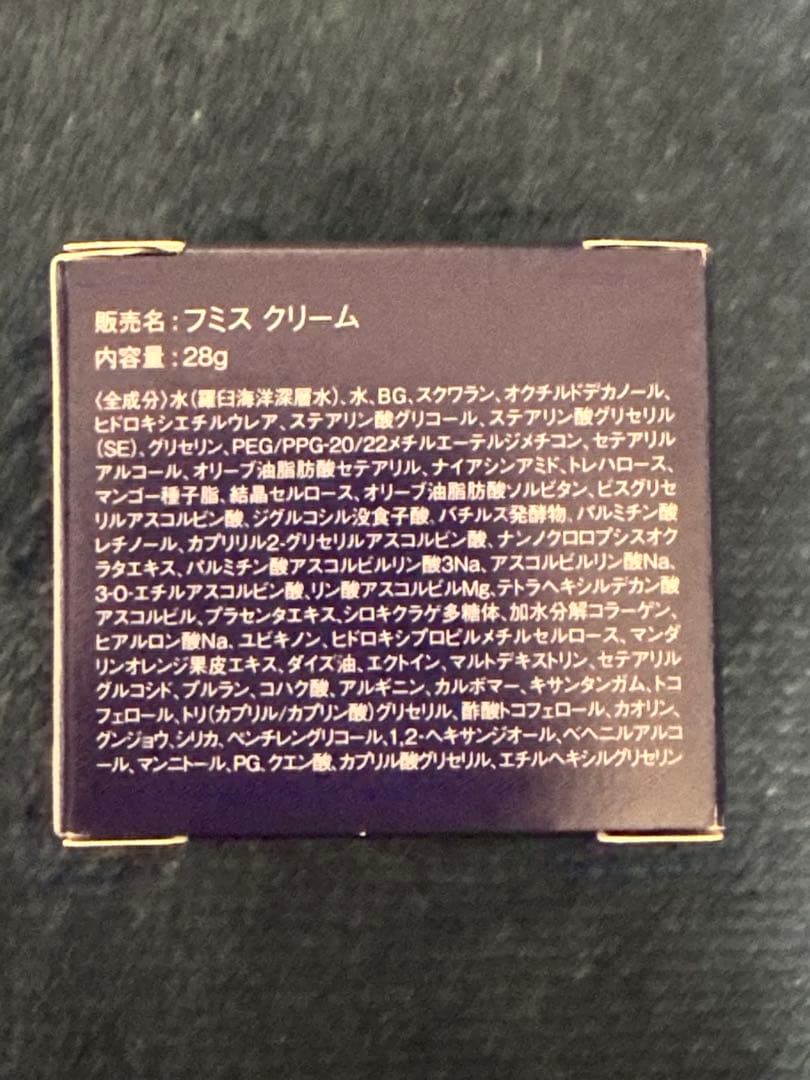 販売名：フミス クリーム
内容量：28g
〈全成分〉水（羅臼海洋深層水）、水、BG、スクワラン、オクチルドデカノール、
ヒドロキシエチルウレア、ステアリン酸グリコール、ステアリン酸グリセリル
（SE）、グリセリン、PEG/PPG-20/22メチルエーテルジメチコン、セテアリル
アルコール、オリーブ油脂肪酸セテアリル、ナイアシンアミド、トレハロース、
マンゴー種子脂、結晶セルロース、オリーブ油脂肪酸ソルビタン、ビスグリセ
リルアスコルビン酸、ジグルコシル没食子酸、バチルス発酵物、パルミチン酸
レチノール、カプリリル2-グリセリルアスコルビン酸、ナンノクロロプシスオク
ラタエキス、パルミチン酸アスコルビルリン酸3Na、アスコルビルリン酸Na、
3-O-エチルアスコルビン酸、リン酸アスコルビルMg、テトラヘキシルデカン酸
アスコルビル、プラセンタエキス、シロキクラゲ多糖体、加水分解コラーゲン、
ヒアルロン酸Na、ユビキノン、ヒドロキシプロピルメチルセルロース、マンダ
リンオレンジ果皮エキス、ダイズ油、エクトイン、マルトデキストリン、セテアリル
グルコシド、プルラン、コハク酸、アルギニン、カルボマー、キサンタンガム、トコ
フェロール、トリ（カプリル/カプリン酸）グリセリル、酢酸トコフェロール、カオリン、
グンジョウ、シリカ、ペンチレングリコール、1,2-ヘキサンジオール、ベヘニルアルコ
ール、マンニトール、PG、クエン酸、カプリル酸グリセリル、エチルヘキシルグリセリン